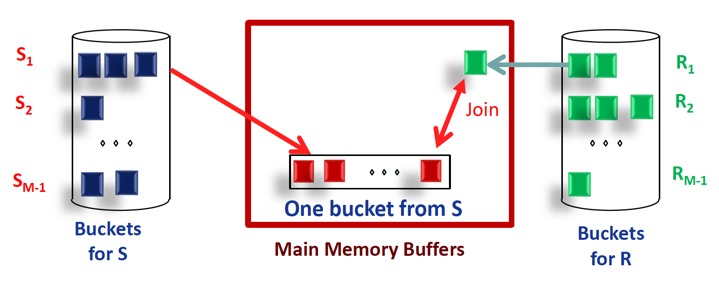 S1
S2
SM-1
Buckets
for S
Join
One bucket from S
Main Memory Buffers
R1
R2
RM-1
Buckets
for R